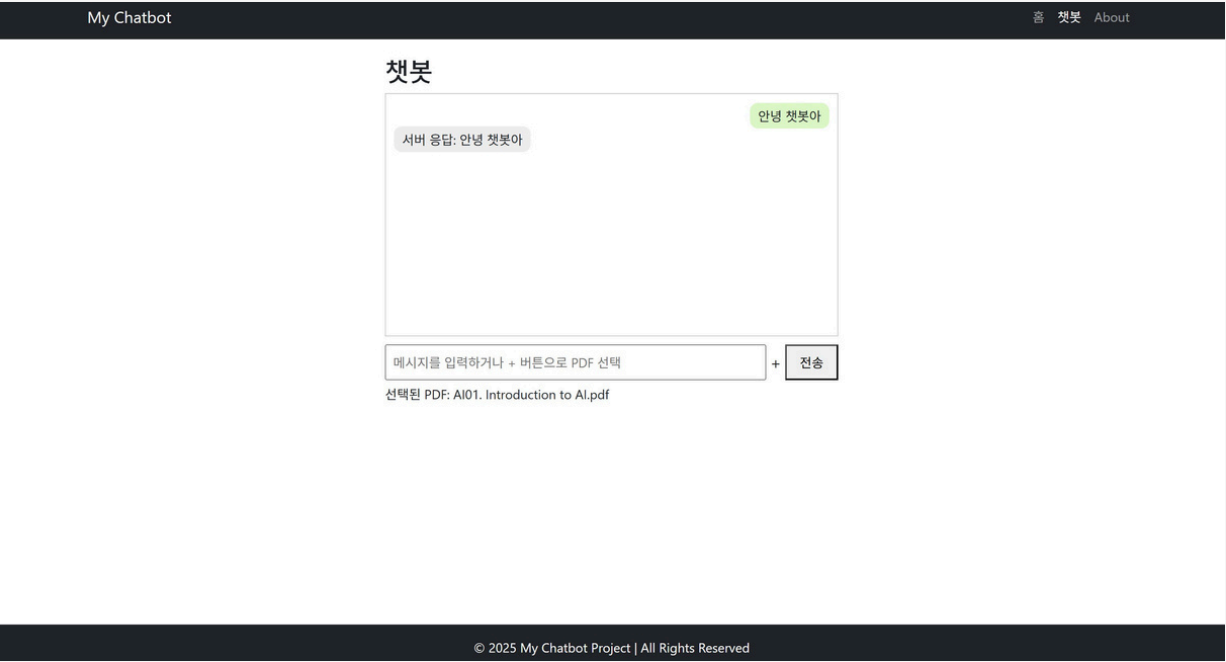 My Chatbot
홈 챗봇 About
챗봇
안녕 챗봇아
서버 응답: 안녕 챗봇아
메시지를 입력하거나 + 버튼으로 PDF 선택
+
전송
선택된 PDF: AI01. Introduction to AI.pdf
© 2025 My Chatbot Project | All Rights Reserved